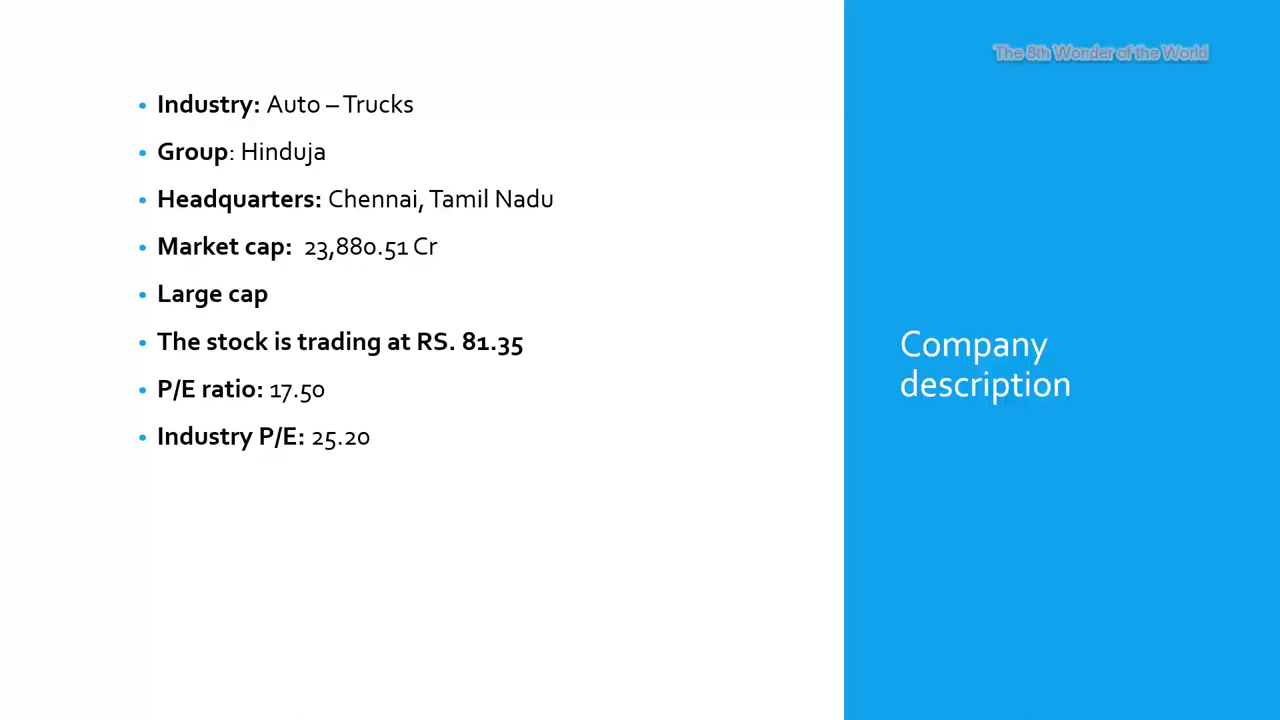 The 8th Wonder of the World
• Industry: Auto – Trucks
• Group: Hinduja
• Headquarters: Chennai, Tamil Nadu
• Market cap: 23,880.51 Cr
• Large cap
• The stock is trading at RS. 81.35
• P/E ratio: 17.50
• Industry P/E: 25.20
Company
description